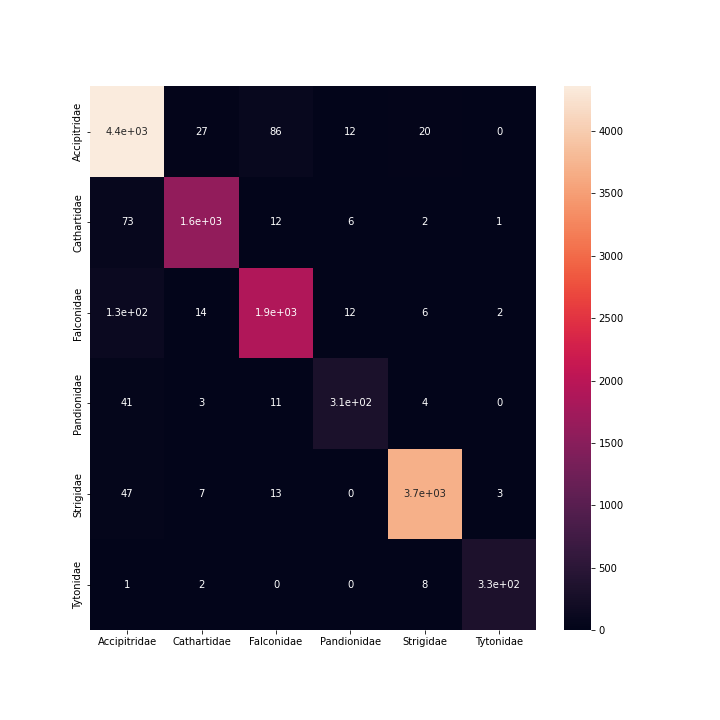 Accipitridae 4.4e+03 27 86 12 20 0
Cathartidae 73 1.6e+03 12 6 2 1
Falconidae 1.3e+02 14 1.9e+03 12 6 2
Pandionidae 41 3 11 3.1e+02 4 0
Strigidae 47 7 13 0 3.7e+03 3
Tytonidae 1 2 0 0 8 3.3e+02
Accipitridae Cathartidae Falconidae Pandionidae Strigidae Tytonidae
4000
3500
3000
2500
2000
1500
1000
500
0